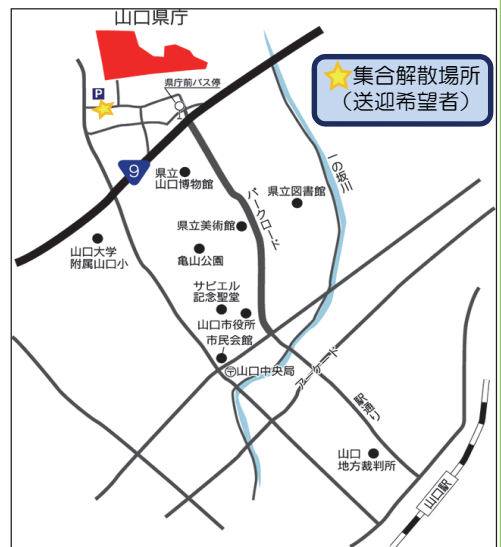 山口県庁
P
県庁前バス停
集合解散場所
（送迎希望者）
9
県立
山口博物館
パークロード
県立図書館
一の坂川
県立美術館
山口大学
附属山口小
亀山公園
サビエル
記念聖堂
山口市役所
市民会館
〒山口中央局
アーケード
駅通り
山口
地方裁判所
山口駅